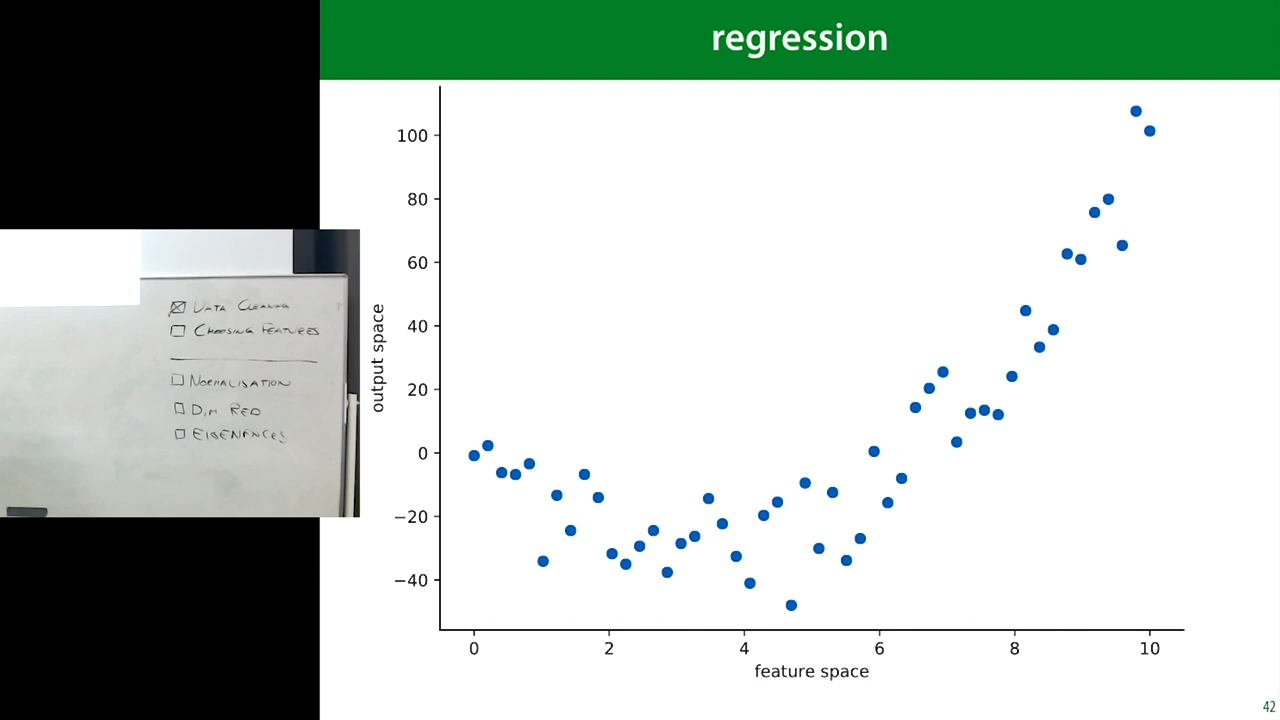 regression
DATA CLEANING
CHOOSING FEATURES
NORMALISATION
DIM RED
EIGENFACES
output space
100
80
60
40
20
0
−20
−40
0 2 4 6 8 10
feature space
42